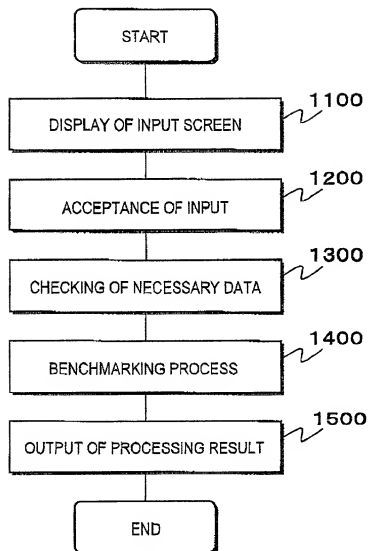 START
1100
DISPLAY OF INPUT SCREEN
1200
ACCEPTANCE OF INPUT
1300
CHECKING OF NECESSARY DATA
1400
BENCHMARKING PROCESS
1500
OUTPUT OF PROCESSING RESULT
END